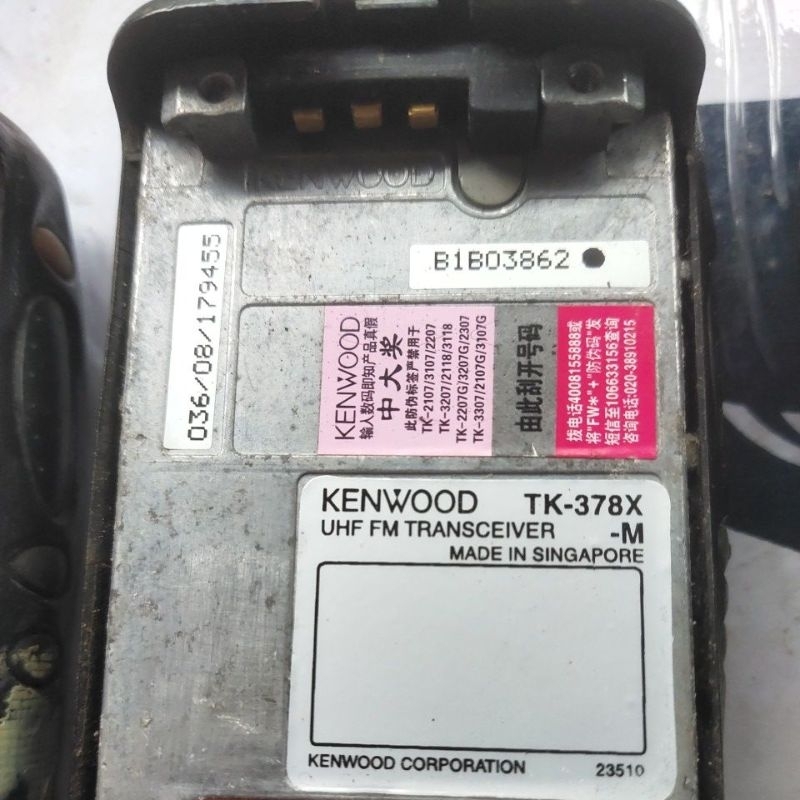 KENWOOD
B1B03862
036/08/179455
KENWOOD
输入数码即知产品真假
中大奖
此防伪标签严禁用于
TK-2107/3107/2207
TK-3207/2118/3118
TK-2207G/3207G/2307
TK-3307/2107G/3107G
由此刮开号码
拨电话4008155888或
将"FW*"+"防伪码"发
短信至106633156查询
咨询电话:020-38910215
KENWOOD TK-378X
UHF FM TRANSCEIVER -M
MADE IN SINGAPORE
KENWOOD CORPORATION 23510